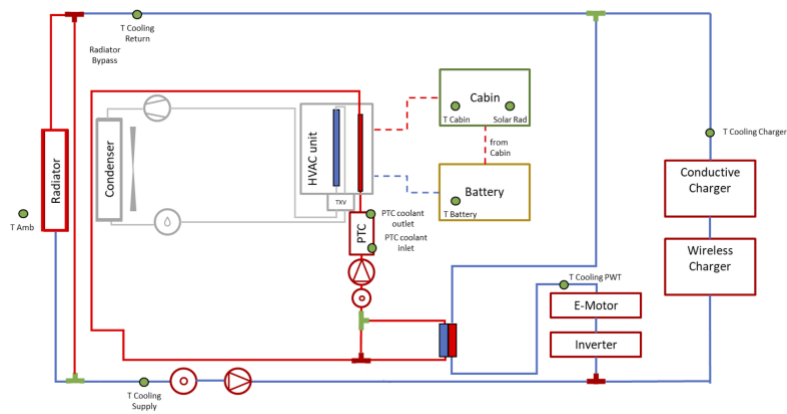 T Cooling
Return
Radiator
Bypass
Cabin
T Cabin
Solar Rad
T Cooling Charger
from
Cabin
HVAC unit
Condenser
Radiator
Conductive
Charger
Battery
T Battery
TXV
PTC coolant
outlet
T Amb
PTC
PTC coolant
inlet
Wireless
Charger
T Cooling PWT
E-Motor
Inverter
T Cooling
Supply